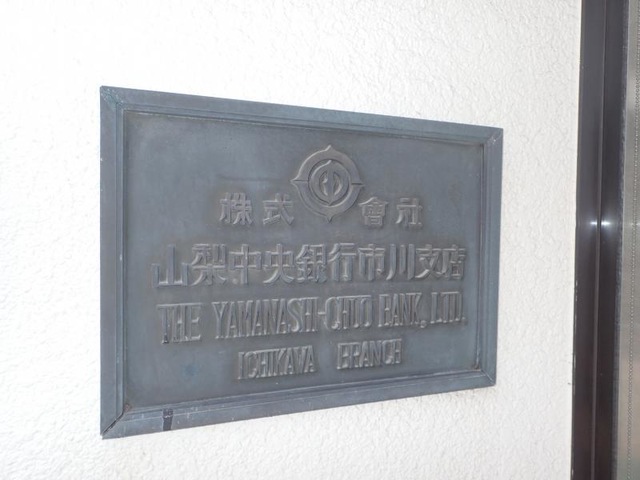 株式 會社
山梨中央銀行市川支店
THE YAMANASHI-CHUO BANK, LTD.
ICHIKAWA BRANCH